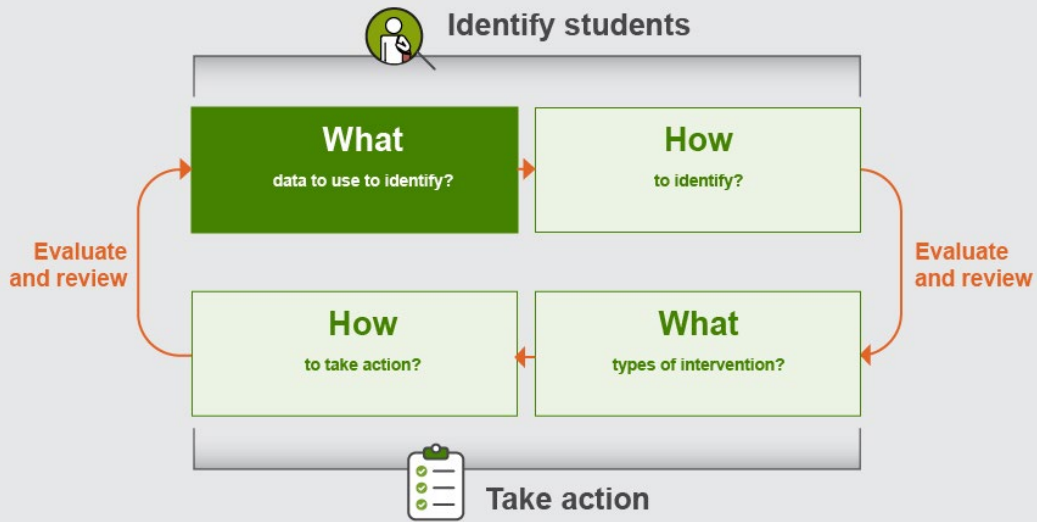 Identify students
What
data to use to identify?
How
to identify?
Evaluate
and review
Evaluate
and review
How
to take action?
What
types of intervention?
Take action